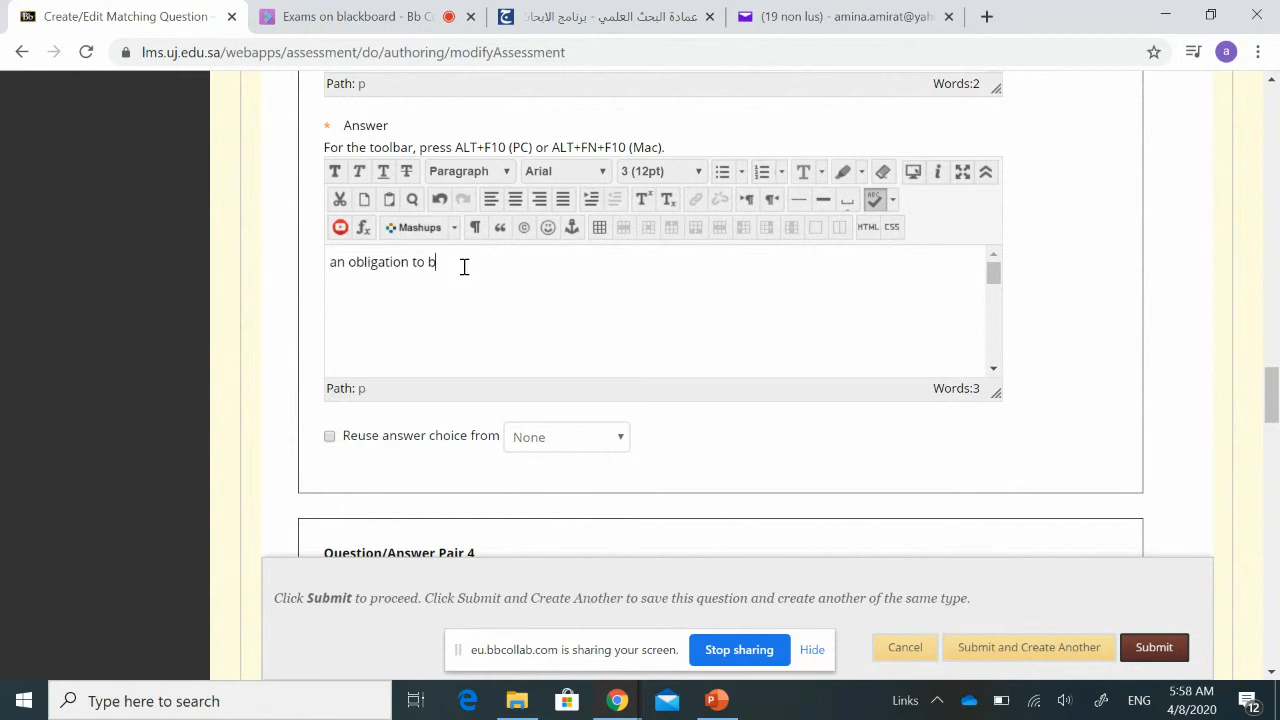 Create/Edit Matching Question -
Exams on blackboard - Bb C
عمادة البحث العلمي - برنامج الابحاث
(19 non lus) - amina.amirat@yah
lms.uj.edu.sa/webapps/assessment/do/authoring/modifyAssessment
a
Path: p
Words:2
* Answer
For the toolbar, press ALT+F10 (PC) or ALT+FN+F10 (Mac).
T T T T Paragraph Arial 3 (12pt)
Mashups
HTML CSS
an obligation to b
Path: p
Words:3
Reuse answer choice from None
Question/Answer Pair 4
Click Submit to proceed. Click Submit and Create Another to save this question and create another of the same type.
eu.bbcollab.com is sharing your screen. Stop sharing Hide
Cancel Submit and Create Another Submit
Type here to search
Links
ENG
5:58 AM
4/8/2020
12